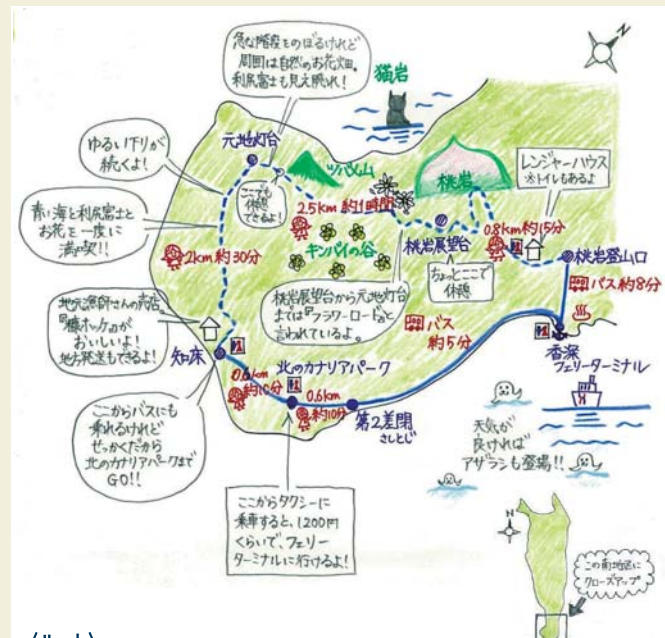 急な階段をのぼるけれど
周囲は自然のお花畑。
利尻富士も見え隠れ!
猫岩
元地灯台
ゆるい下りが
続くよ!
ここでも
休憩
できるよ!
ツバメ山
桃岩
レンジャーハウス
※トイレもあるよ
青い海と利尻富士と
お花を一度に
満喫!!
2.5km 約1時間
キンバイの谷
桃岩展望台
0.8km 約15分
桃岩登山口
2km 約30分
ちょっとここで
休憩
バス 約8分
桃岩展望台から元地灯台
までは『フラワーロード』と
言われているよ。
地元漁師さんの商店。
『糠ホッケ』が
おいしいよ!
地方発送もできるよ!
バス
約5分
香深
フェリーターミナル
知床
北のカナリアパーク
0.6km
約10分
0.6km
約10分
第2差閉
さしとじ
ここからバスにも
乗れるけれど
せっかくだから
北のカナリアパークまで
GO!!
天気が
良ければ
アザラシも登場!!
ここからタクシーに
乗車すると、1,200円
くらいで、フェリー
ターミナルに行けるよ!
N
N
この南地区に
クローズアップ